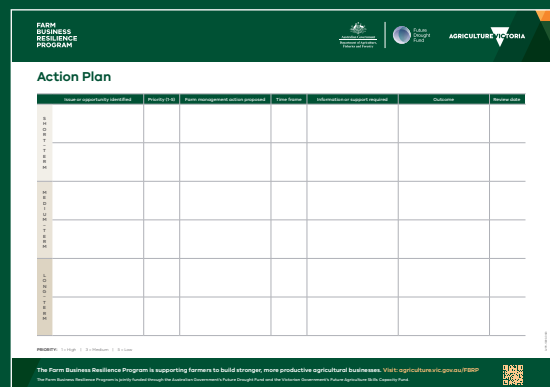 FARM
BUSINESS
RESILIENCE
PROGRAM
Australian Government
Department of Agriculture,
Fisheries and Forestry
Future
Drought
Fund
AGRICULTURE VICTORIA
Action Plan
Issue or opportunity identified
Priority (1-5)
Farm management action proposed
Time frame
Information or support required
Outcome
Review date
SHORT-TERM
MEDIUM-TERM
LONG-TERM
PRIORITY: 1 = High | 3 = Medium | 5 = Low
The Farm Business Resilience Program is supporting farmers to build stronger, more productive agricultural businesses. Visit: agriculture.vic.gov.au/FBRP
The Farm Business Resilience Program is jointly funded through the Australian Government's Future Drought Fund and the Victorian Government's Future Agriculture Skills Capacity Fund.